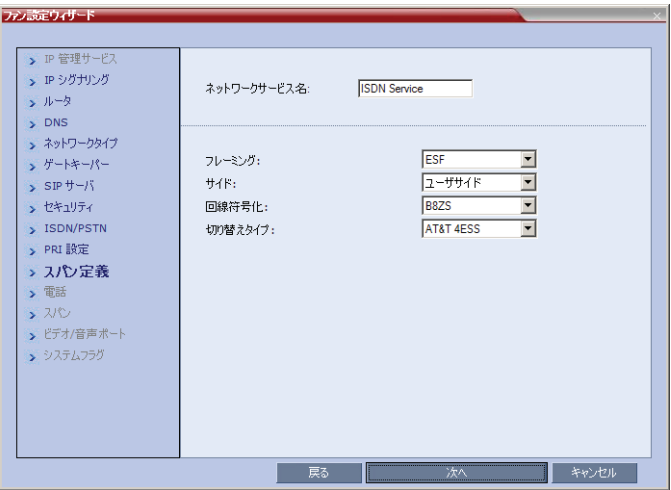 ファン設定ウィザード
IP 管理サービス
IP シグナリング
ルータ
DNS
ネットワークタイプ
ゲートキーパー
SIP サーバ
セキュリティ
ISDN/PSTN
PRI 設定
スパン定義
電話
スパン
ビデオ/音声ポート
システムフラグ
ネットワークサービス名: ISDN Service
フレーミング: ESF
サイド: ユーザサイド
回線符号化: B8ZS
切り替えタイプ: AT&T 4ESS
戻る 次へ キャンセル